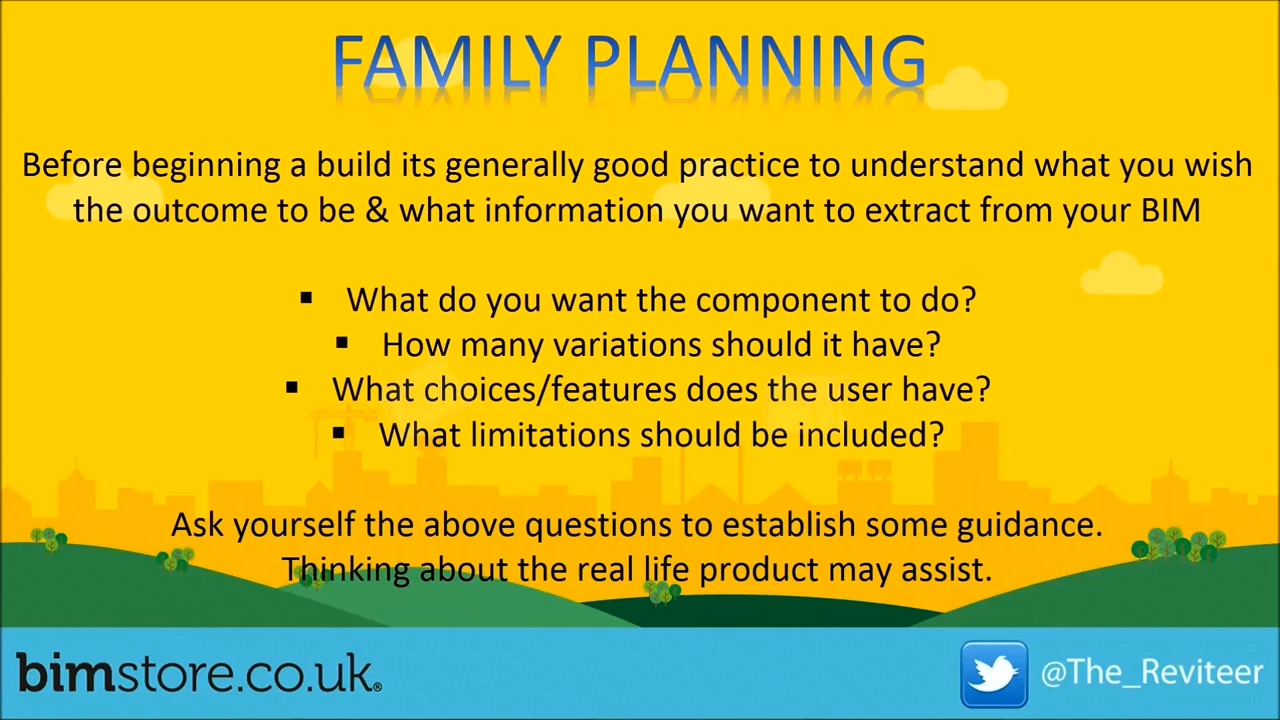 FAMILY PLANNING
Before beginning a build its generally good practice to understand what you wish
the outcome to be & what information you want to extract from your BIM
▪ What do you want the component to do?
▪ How many variations should it have?
▪ What choices/features does the user have?
▪ What limitations should be included?
Ask yourself the above questions to establish some guidance.
Thinking about the real life product may assist.
bimstore.co.uk®
@The_Reviteer